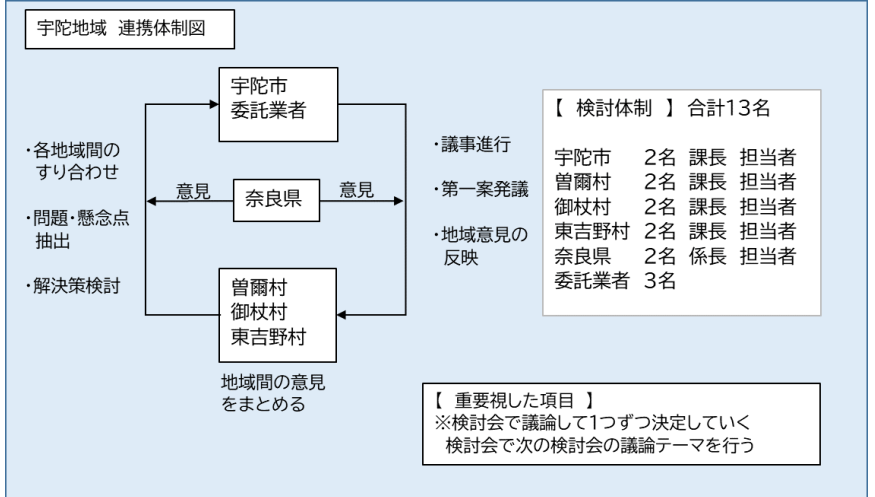 宇陀地域 連携体制図
宇陀市
委託業者
・各地域間の
すり合わせ
・問題・懸念点
抽出
・解決策検討
意見
奈良県
意見
・議事進行
・第一案発議
・地域意見の
反映
曽爾村
御杖村
東吉野村
地域間の意見
をまとめる
【 検討体制 】 合計13名
宇陀市 2名 課長 担当者
曽爾村 2名 課長 担当者
御杖村 2名 課長 担当者
東吉野村 2名 課長 担当者
奈良県 2名 係長 担当者
委託業者 3名
【 重要視した項目 】
※検討会で議論して1つずつ決定していく
検討会で次の検討会の議論テーマを行う